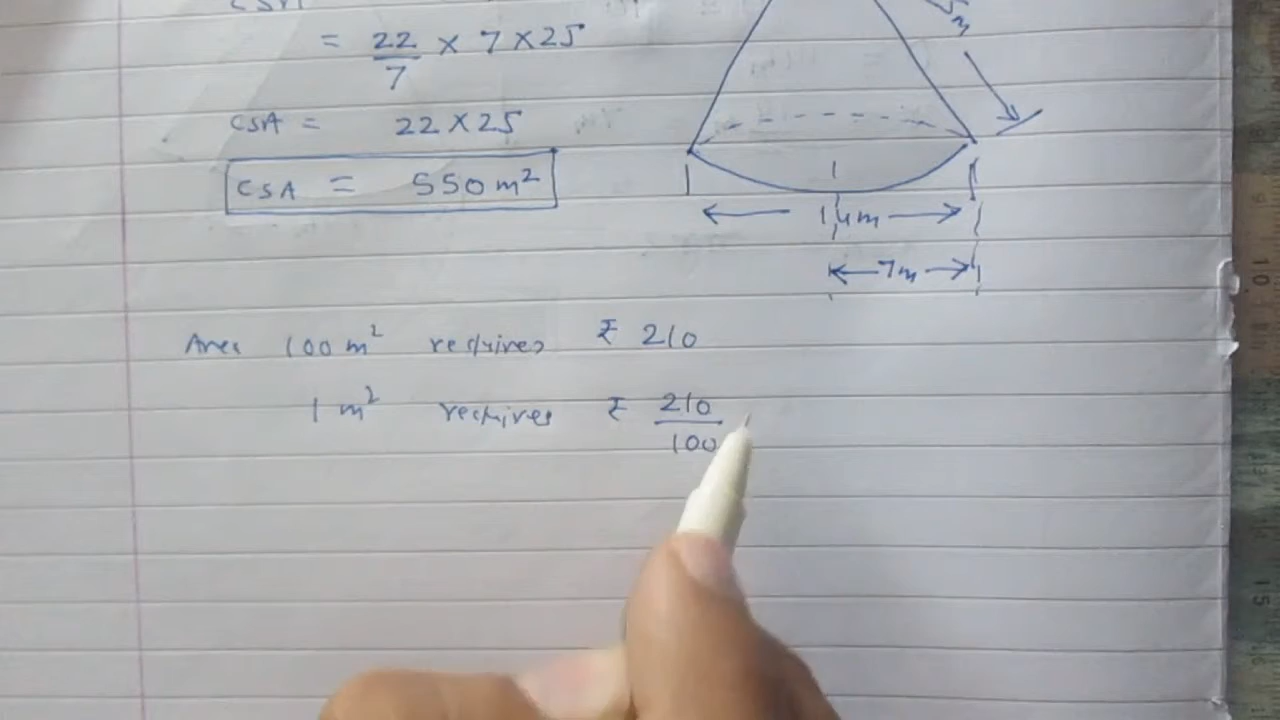 CSA
= 22/7 × 7 × 25
CSA = 22 × 25
CSA = 550 m²
14m
7m
Area 100 m² requires ₹ 210
1 m² requires ₹ 210/100